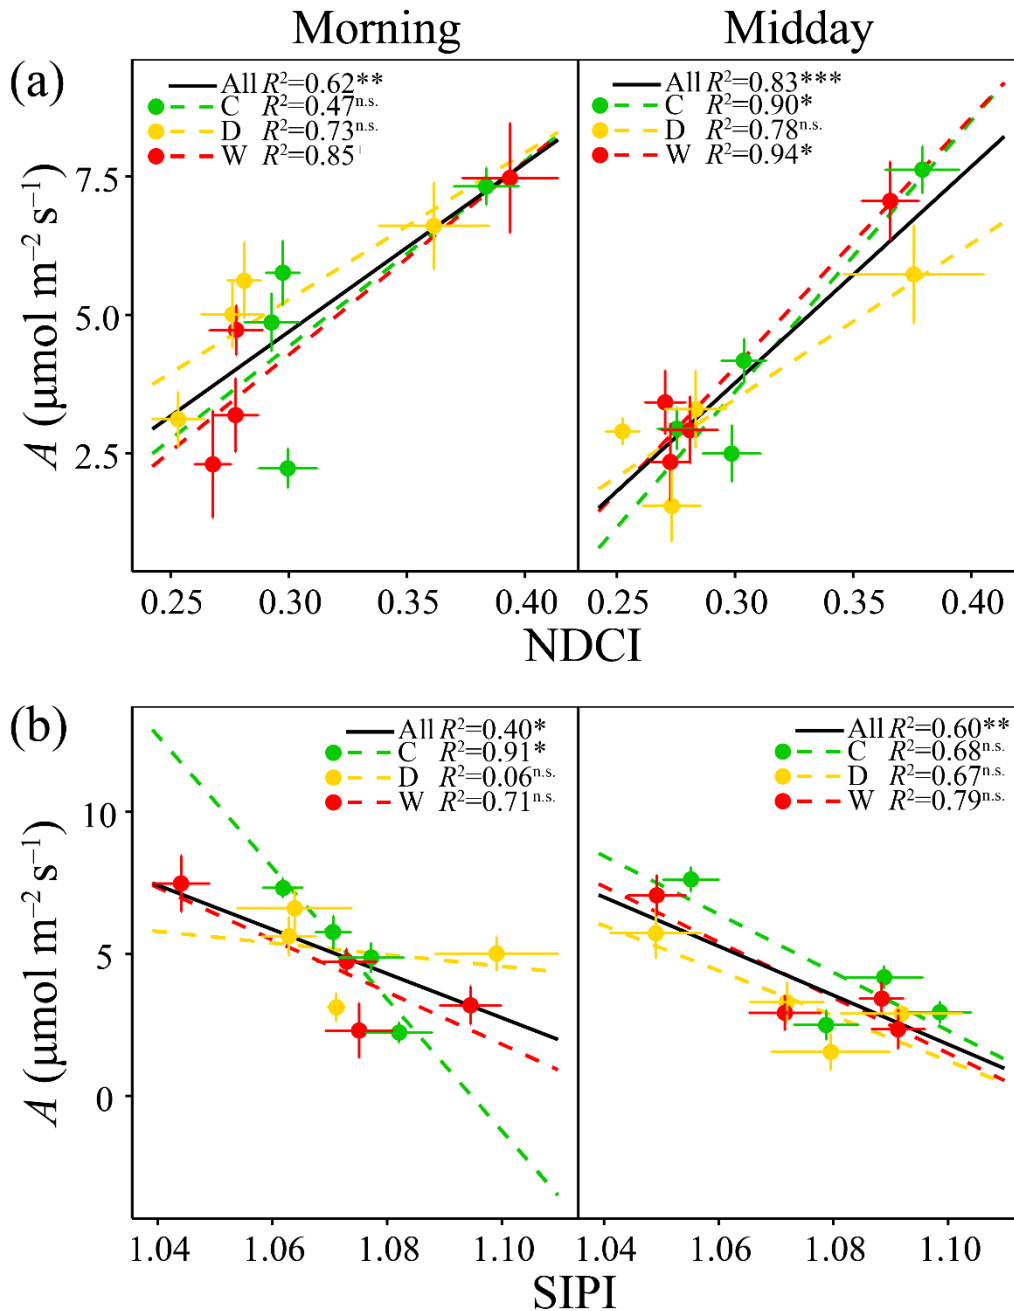 Morning Midday
(a)
All R²=0.62**
C R²=0.47n.s.
D R²=0.73n.s.
W R²=0.85
All R²=0.83***
C R²=0.90*
D R²=0.78n.s.
W R²=0.94*
A (μmol m⁻² s⁻¹)
7.5
5.0
2.5
0.25 0.30 0.35 0.40 0.25 0.30 0.35 0.40
NDCI
(b)
All R²=0.40*
C R²=0.91*
D R²=0.06n.s.
W R²=0.71n.s.
All R²=0.60**
C R²=0.68n.s.
D R²=0.67n.s.
W R²=0.79n.s.
A (μmol m⁻² s⁻¹)
10
5
0
1.04 1.06 1.08 1.10 1.04 1.06 1.08 1.10
SIPI